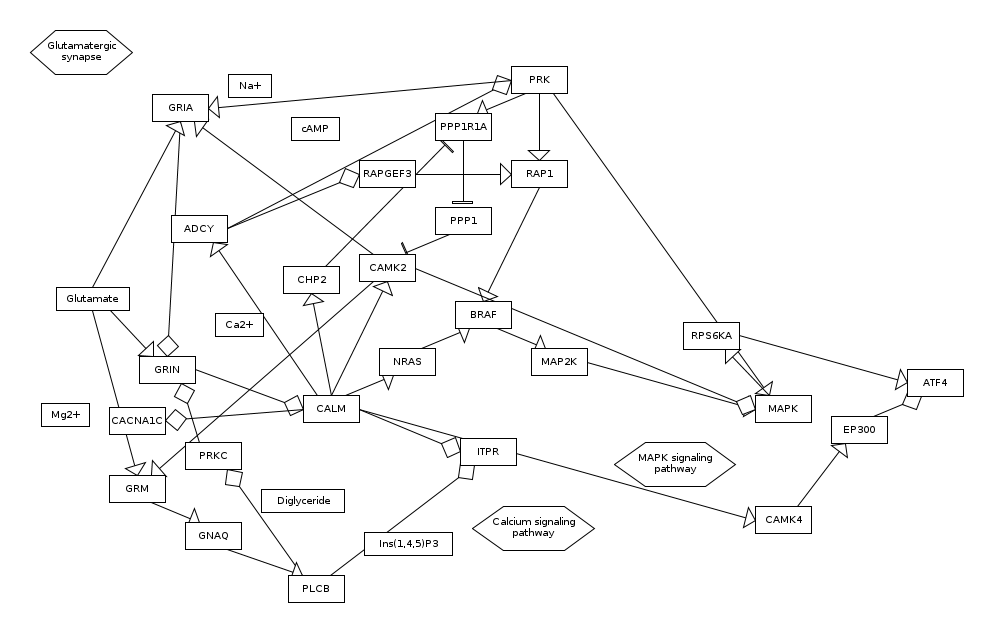 Glutamatergic
synapse
PRK
Na+
GRIA
cAMP
PPP1R1A
RAPGEF3
RAP1
PPP1
ADCY
CAMK2
CHP2
Glutamate
BRAF
Ca2+
RPS6KA
NRAS
MAP2K
GRIN
ATF4
CALM
MAPK
Mg2+
CACNA1C
EP300
ITPR
PRKC
MAPK signaling
pathway
GRM
Diglyceride
CAMK4
Calcium signaling
pathway
GNAQ
Ins(1,4,5)P3
PLCB